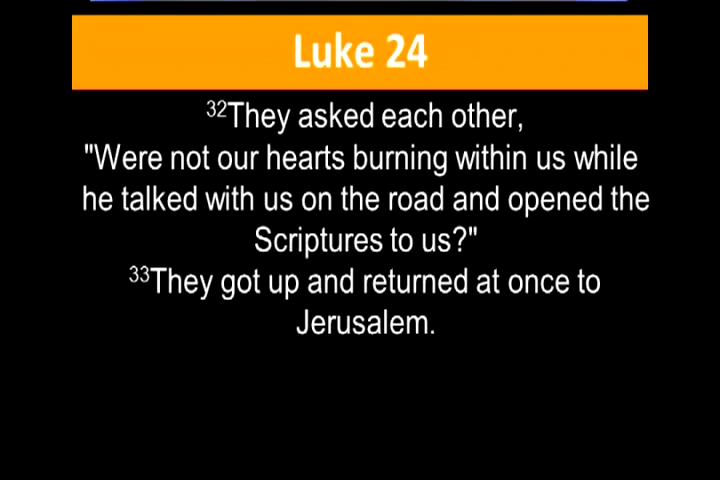 Luke 24
32They asked each other,
"Were not our hearts burning within us while
he talked with us on the road and opened the
Scriptures to us?"
33They got up and returned at once to
Jerusalem.